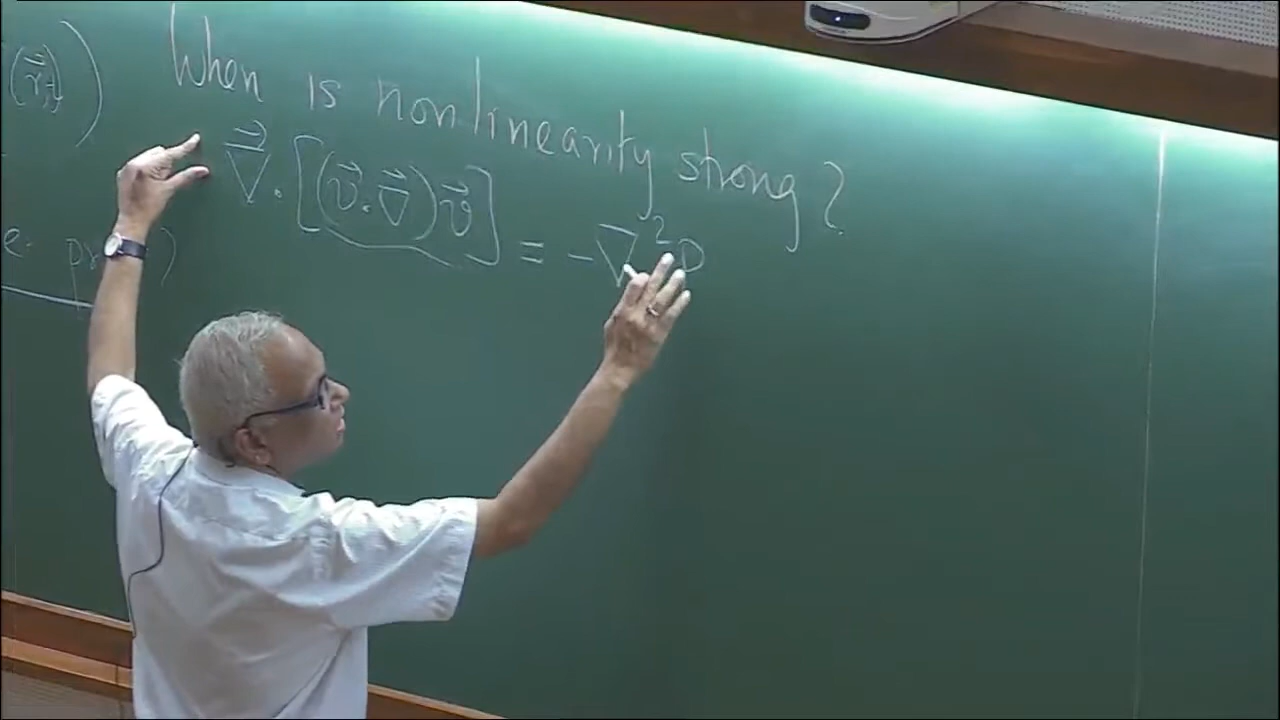 (r⃗,t)
When is nonlinearity strong?
∇⃗·[(v⃗·∇⃗)v⃗] = -∇²p
e.